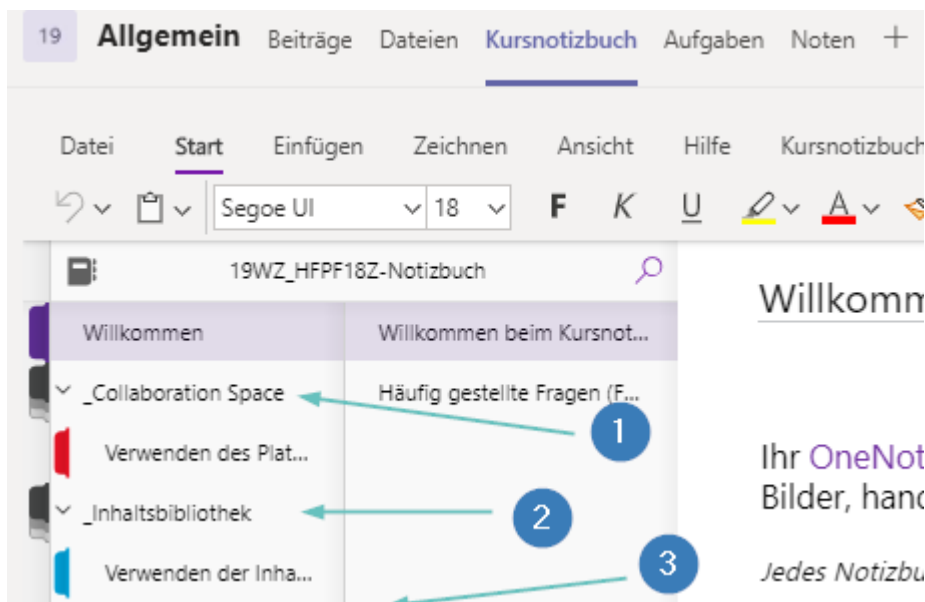 19 Allgemein Beiträge Dateien Kursnotizbuch Aufgaben Noten +
Datei Start Einfügen Zeichnen Ansicht Hilfe Kursnotizbuch
Segoe UI 18 F K U A
19WZ_HFPF18Z-Notizbuch
Willkommen
_Collaboration Space
Verwenden des Plat...
_Inhaltsbibliothek
Verwenden der Inha...
Willkommen beim Kursnot...
Häufig gestellte Fragen (F...
1
2
3
Willkomm
Ihr OneNot
Bilder, hand
Jedes Notizbu